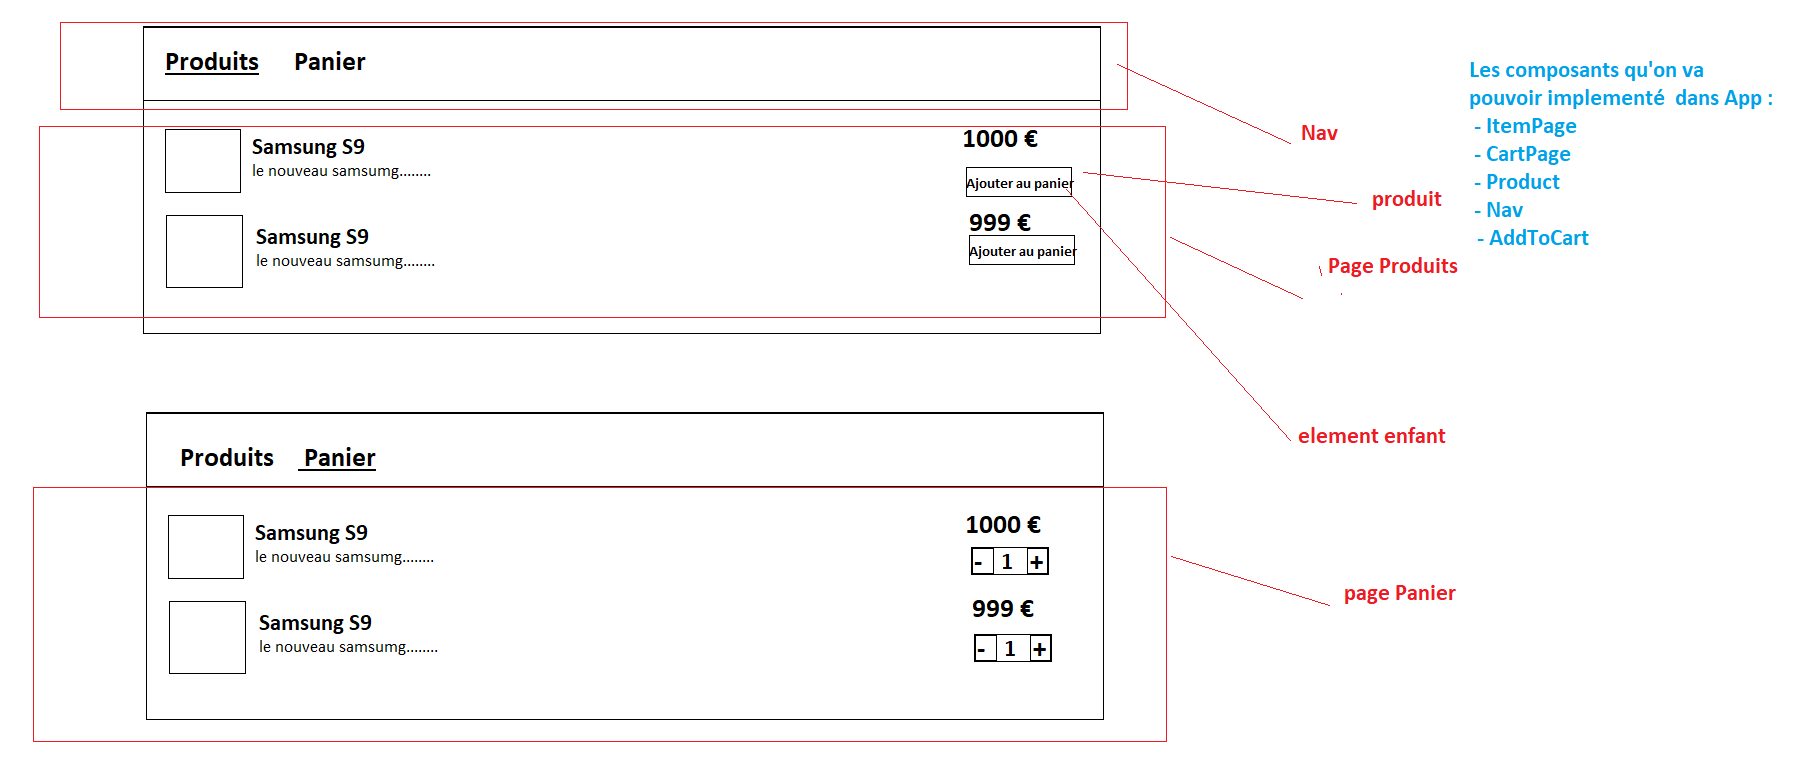 Produits Panier
Samsung S9
le nouveau samsumg........
1000 €
Ajouter au panier
Samsung S9
le nouveau samsumg........
999 €
Ajouter au panier
Nav
produit
Page Produits
element enfant
Les composants qu'on va
pouvoir implementé dans App :
- ItemPage
- CartPage
- Product
- Nav
- AddToCart
Produits Panier
Samsung S9
le nouveau samsumg........
1000 €
- 1 +
Samsung S9
le nouveau samsumg........
999 €
- 1 +
page Panier